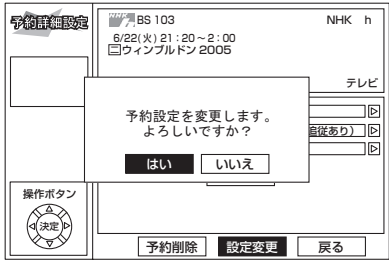 予約詳細設定
BS 103
NHK h
6/22(火) 21：20～2：00
二ウィンブルドン 2005
テレビ
予約設定を変更します。
よろしいですか？
追従あり）
はい
いいえ
操作ボタン
決定
予約削除
設定変更
戻る